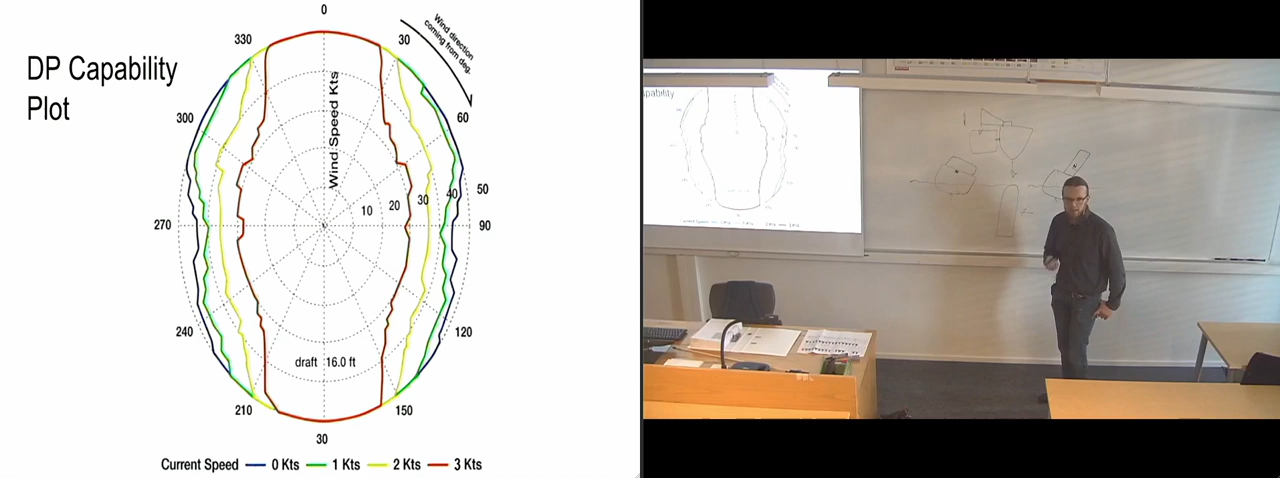 DP Capability
Plot
0
30
Wind direction
coming from deg.
60
50
90
120
150
30
210
240
270
300
330
Wind Speed Kts
10
20
30
40
draft 16.0 ft
Current Speed 0 Kts 1 Kts 2 Kts 3 Kts
pability